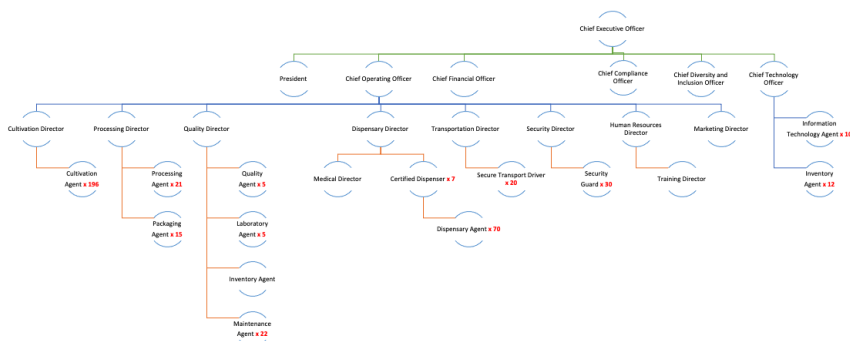 Chief Executive Officer
President
Chief Operating Officer
Chief Financial Officer
Chief Compliance
Officer
Chief Diversity and
Inclusion Officer
Chief Technology
Officer
Cultivation Director
Processing Director
Quality Director
Dispensary Director
Transportation Director
Security Director
Human Resources
Director
Marketing Director
Information
Technology Agent x 10
Cultivation
Agent x 196
Processing
Agent x 21
Quality
Agent x 5
Medical Director
Certified Dispenser x 7
Secure Transport Driver
x 20
Security
Guard x 30
Training Director
Inventory
Agent x 12
Packaging
Agent x 15
Laboratory
Agent x 5
Dispensary Agent x 70
Inventory Agent
Maintenance
Agent x 22